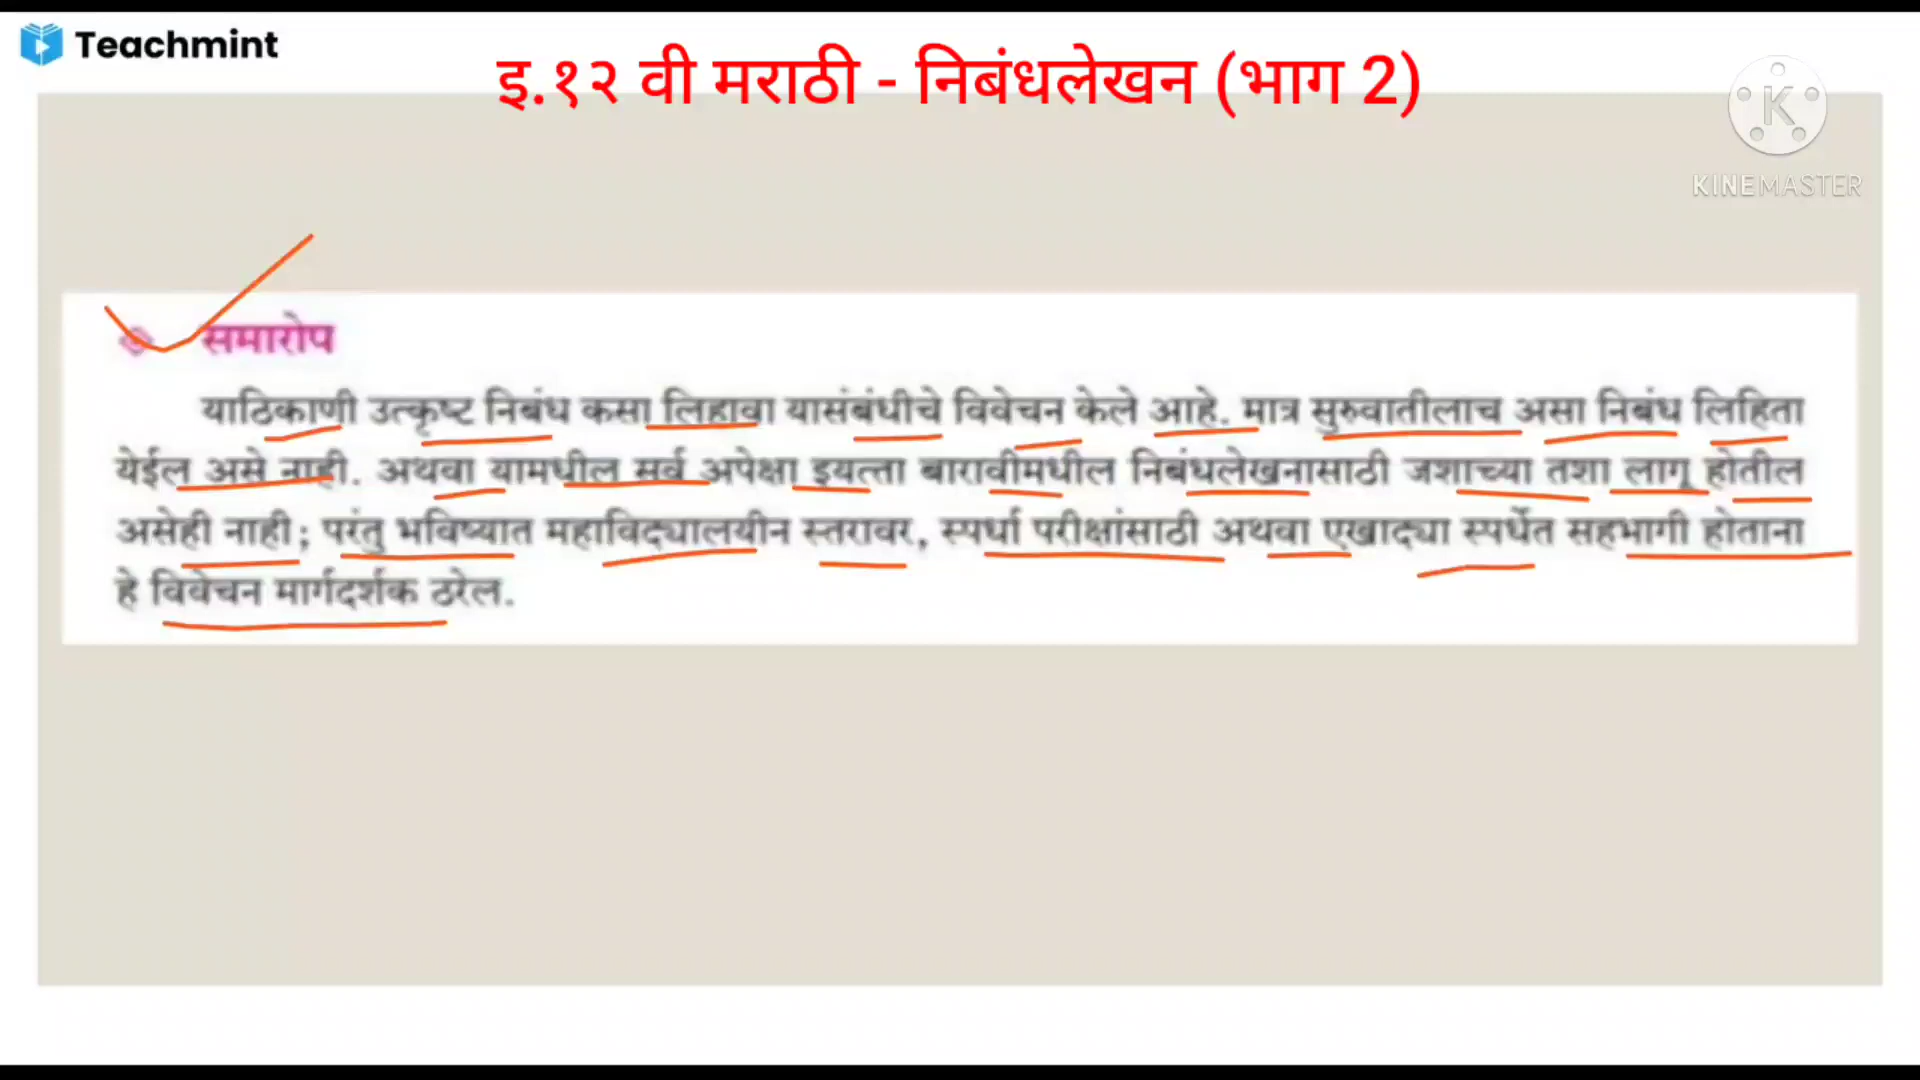 Teachmint
इ.१२ वी मराठी - निबंधलेखन (भाग 2)
K
KINEMASTER
समारोप
याठिकाणी उत्कृष्ट निबंध कसा लिहावा यासंबंधीचे विवेचन केले आहे. मात्र सुरुवातीलाच असा निबंध लिहिता
येईल असे नाही. अथवा यामधील सर्व अपेक्षा इयत्ता बारावीमधील निबंधलेखनासाठी जशाच्या तशा लागू होतील
असेही नाही; परंतु भविष्यात महाविद्यालयीन स्तरावर, स्पर्धा परीक्षांसाठी अथवा एखाद्या स्पर्धेत सहभागी होताना
हे विवेचन मार्गदर्शक ठरेल.